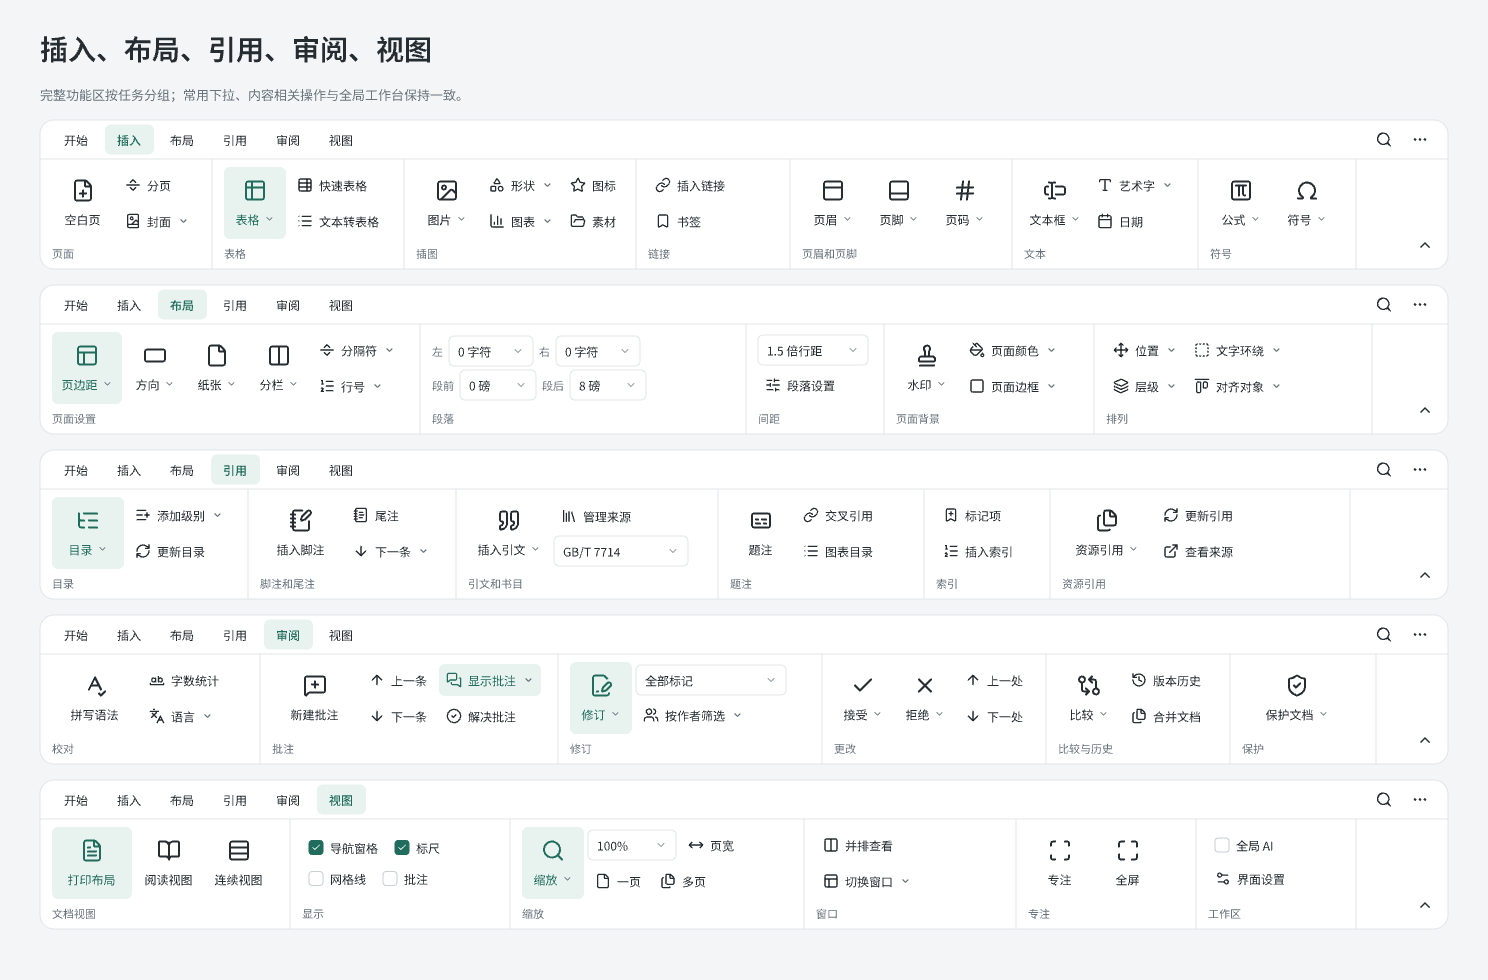 插入、布局、引用、审阅、视图
完整功能区按任务分组；常用下拉、内容相关操作与全局工作台保持一致。
开始 插入 布局 引用 审阅 视图
空白页 分页 封面 页面
表格 快速表格 文本转表格 表格
图片 形状 图标 图表 素材 插图
插入链接 书签 链接
页眉 页脚 页码 页眉和页脚
文本框 艺术字 日期 文本
公式 符号 符号
开始 插入 布局 引用 审阅 视图
页边距 方向 纸张 分栏 分隔符 行号 页面设置
左 0 字符 右 0 字符
段前 0 磅 段后 8 磅
段落
1.5 倍行距 段落设置 间距
水印 页面颜色 页面边框 页面背景
位置 文字环绕 层级 对齐对象 排列
开始 插入 布局 引用 审阅 视图
目录 添加级别 更新目录 目录
插入脚注 尾注 下一条 脚注和尾注
插入引文 管理来源 GB/T 7714 引文和书目
题注 交叉引用 图表目录 题注
标记项 插入索引 索引
资源引用 更新引用 查看来源 资源引用
开始 插入 布局 引用 审阅 视图
拼写语法 字数统计 语言 校对
新建批注 上一条 显示批注 下一条 解决批注 批注
修订 全部标记 按作者筛选 修订
接受 拒绝 上一处 下一处 更改
比较 版本历史 合并文档 比较与历史
保护文档 保护
开始 插入 布局 引用 审阅 视图
打印布局 阅读视图 连续视图 文档视图
导航窗格 标尺 网格线 批注 显示
缩放 100% 页宽 一页 多页 缩放
并排查看 切换窗口 窗口
专注 全屏 专注
全局 AI 界面设置 工作区